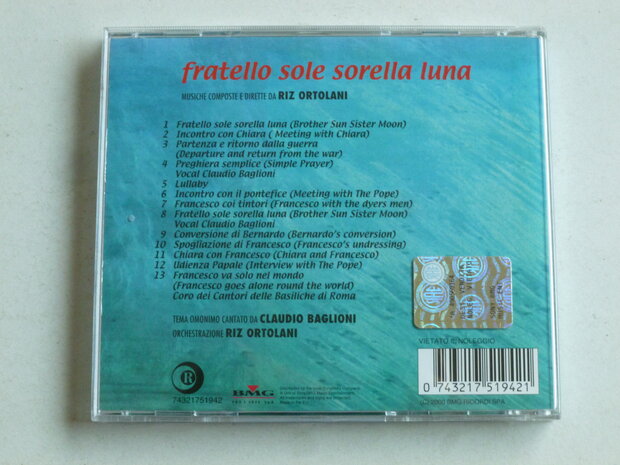 fratello sole sorella luna
MUSICHE COMPOSTE E DIRETTE DA RIZ ORTOLANI
1 Fratello sole sorella luna (Brother Sun Sister Moon)
2 Incontro con Chiara ( Meeting with Chiara)
3 Partenza e ritorno dalla guerra
(Departure and return from the war)
4 Preghiera semplice (Simple Prayer)
Vocal Claudio Baglioni
5 Lullaby
6 Incontro con il pontefice (Meeting with The Pope)
7 Francesco coi tintori (Francesco with the dyers men)
8 Fratello sole sorella luna (Brother Sun Sister Moon)
Vocal Claudio Baglioni
9 Conversione di Bernardo (Bernardo's conversion)
10 Spogliazione di Francesco (Francesco's undressing)
11 Chiara con Francesco (Chiara and Francesco)
12 Udienza Papale (Interview with The Pope)
13 Francesco va solo nel mondo
(Francesco goes alone round the world)
Coro dei Cantori delle Basiliche di Roma
TEMA OMONIMO CANTATO DA CLAUDIO BAGLIONI
ORCHESTRAZIONE RIZ ORTOLANI
VIETATO IL NOLEGGIO
0 743217 519421
(C) 2000 BMG RICORDI SPA
R
74321751942
BMG